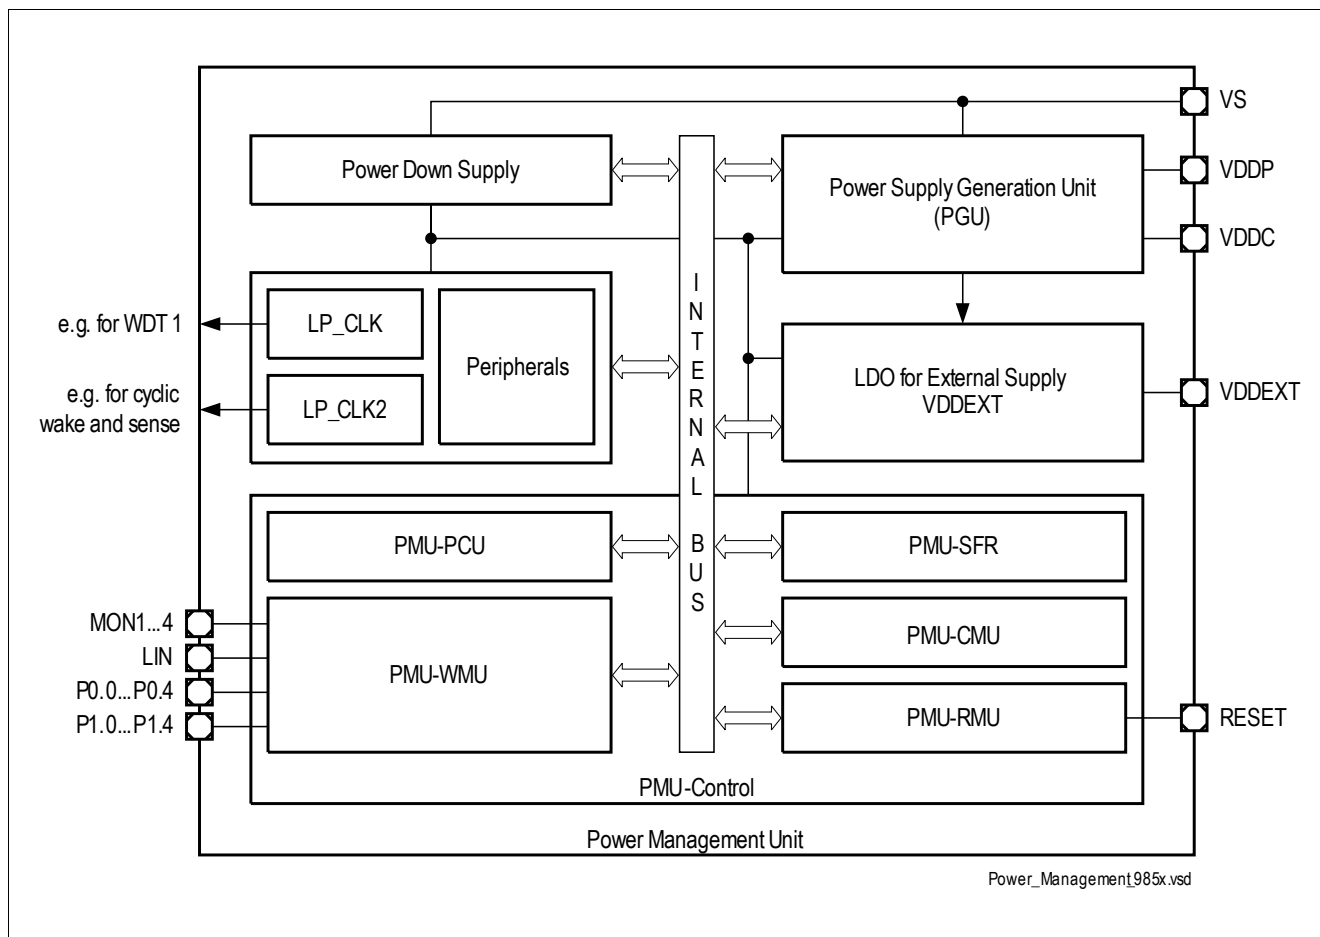 VS
Power Down Supply
Power Supply Generation Unit
(PGU)
VDDP
VDDC
INTERNAL BUS
e.g. for WDT 1
LP_CLK
Peripherals
e.g. for cyclic
wake and sense
LP_CLK2
LDO for External Supply
VDDEXT
VDDEXT
PMU-PCU
PMU-SFR
MON1...4
LIN
P0.0...P0.4
P1.0...P1.4
PMU-WMU
PMU-CMU
PMU-RMU
RESET
PMU-Control
Power Management Unit
Power_Management_985x.vsd